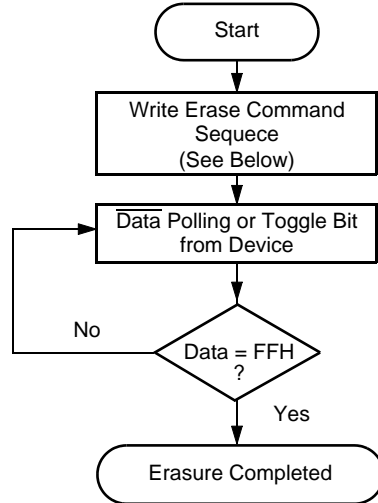 Start
Write Erase Command
Sequece
(See Below)
Data Polling or Toggle Bit
from Device
No
Data = FFH
?
Yes
Erasure Completed